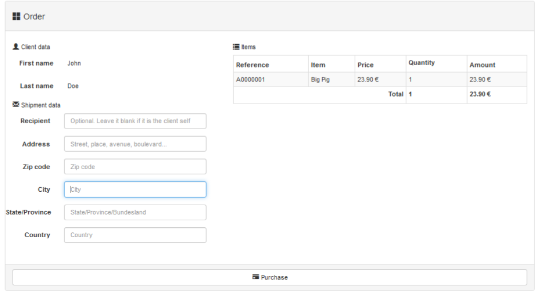 Order
Client data
First name John
Last name Doe
Shipment data
Recipient Optional. Leave it blank if it is the client self
Address Street, place, avenue, boulevard...
Zip code Zip code
City City
State/Province State/Province/Bundesland
Country Country
Items
Reference Item Price Quantity Amount
A0000001 Big Pig 23.90 € 1 23.90 €
Total 1 23.90 €
Purchase